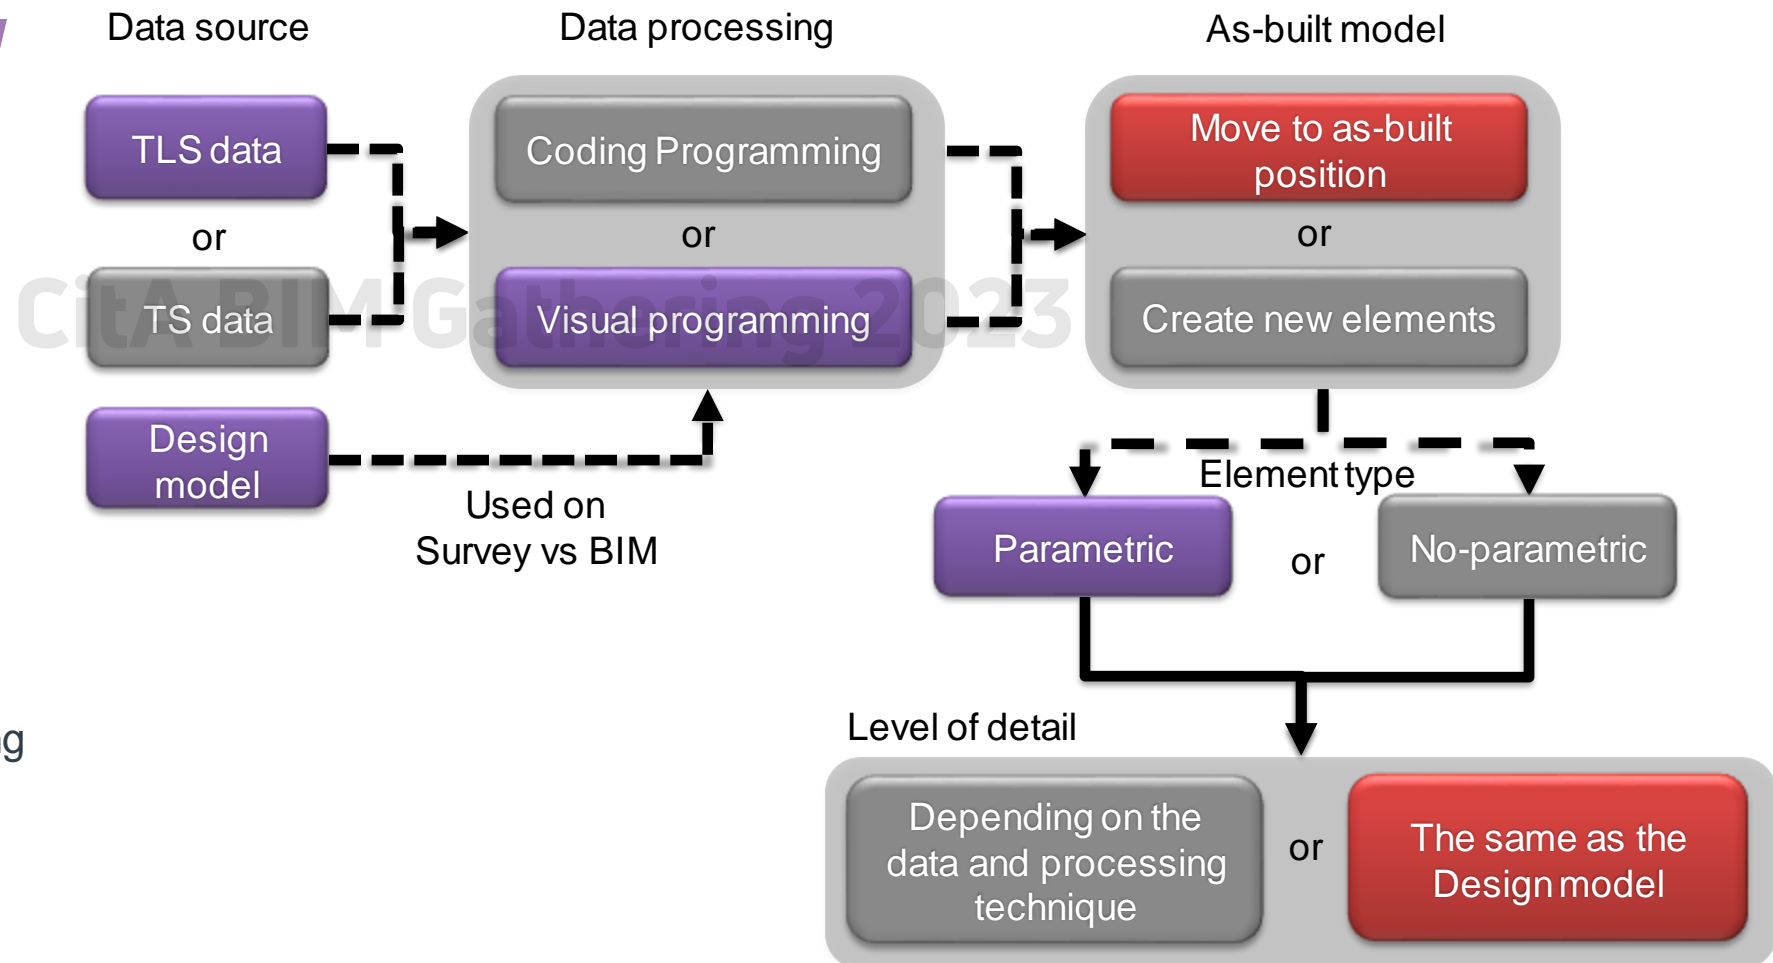 Data source
Data processing
As-built model
TLS data
or
TS data
Design
model
Coding Programming
or
Visual programming
Move to as-built
position
or
Create new elements
CitA BIM Gathering 2023
Used on
Survey vs BIM
Element type
Parametric
or
No-parametric
Level of detail
Depending on the
data and processing
technique
or
The same as the
Design model